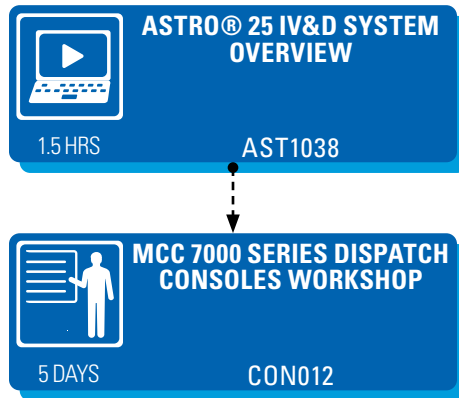 ASTRO® 25 IV&D SYSTEM
OVERVIEW
1.5 HRS
AST1038
MCC 7000 SERIES DISPATCH
CONSOLES WORKSHOP
5 DAYS
CON012